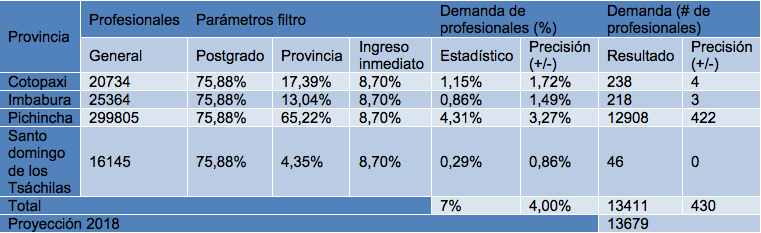 Provincia Profesionales Parámetros filtro Demanda de profesionales (%) Demanda (# de profesionales)
General Postgrado Provincia Ingreso inmediato Estadístico Precisión (+/-) Resultado Precisión (+/-)
Cotopaxi 20734 75,88% 17,39% 8,70% 1,15% 1,72% 238 4
Imbabura 25364 75,88% 13,04% 8,70% 0,86% 1,49% 218 3
Pichincha 299805 75,88% 65,22% 8,70% 4,31% 3,27% 12908 422
Santo domingo de los Tsáchilas 16145 75,88% 4,35% 8,70% 0,29% 0,86% 46 0
Total 7% 4,00% 13411 430
Proyección 2018 13679